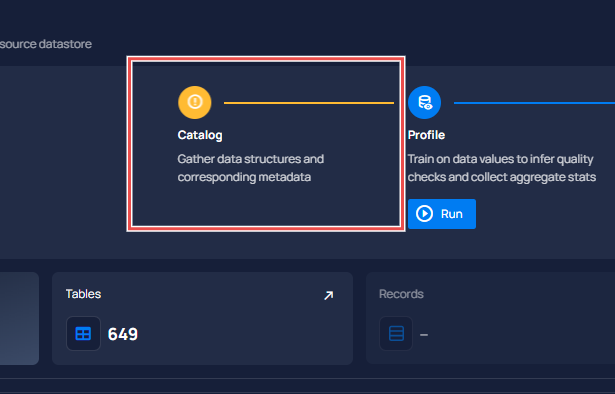 source datastore
Catalog
Gather data structures and
corresponding metadata
Profile
Train on data values to infer quality
checks and collect aggregate stats
Run
Tables
649
Records
–